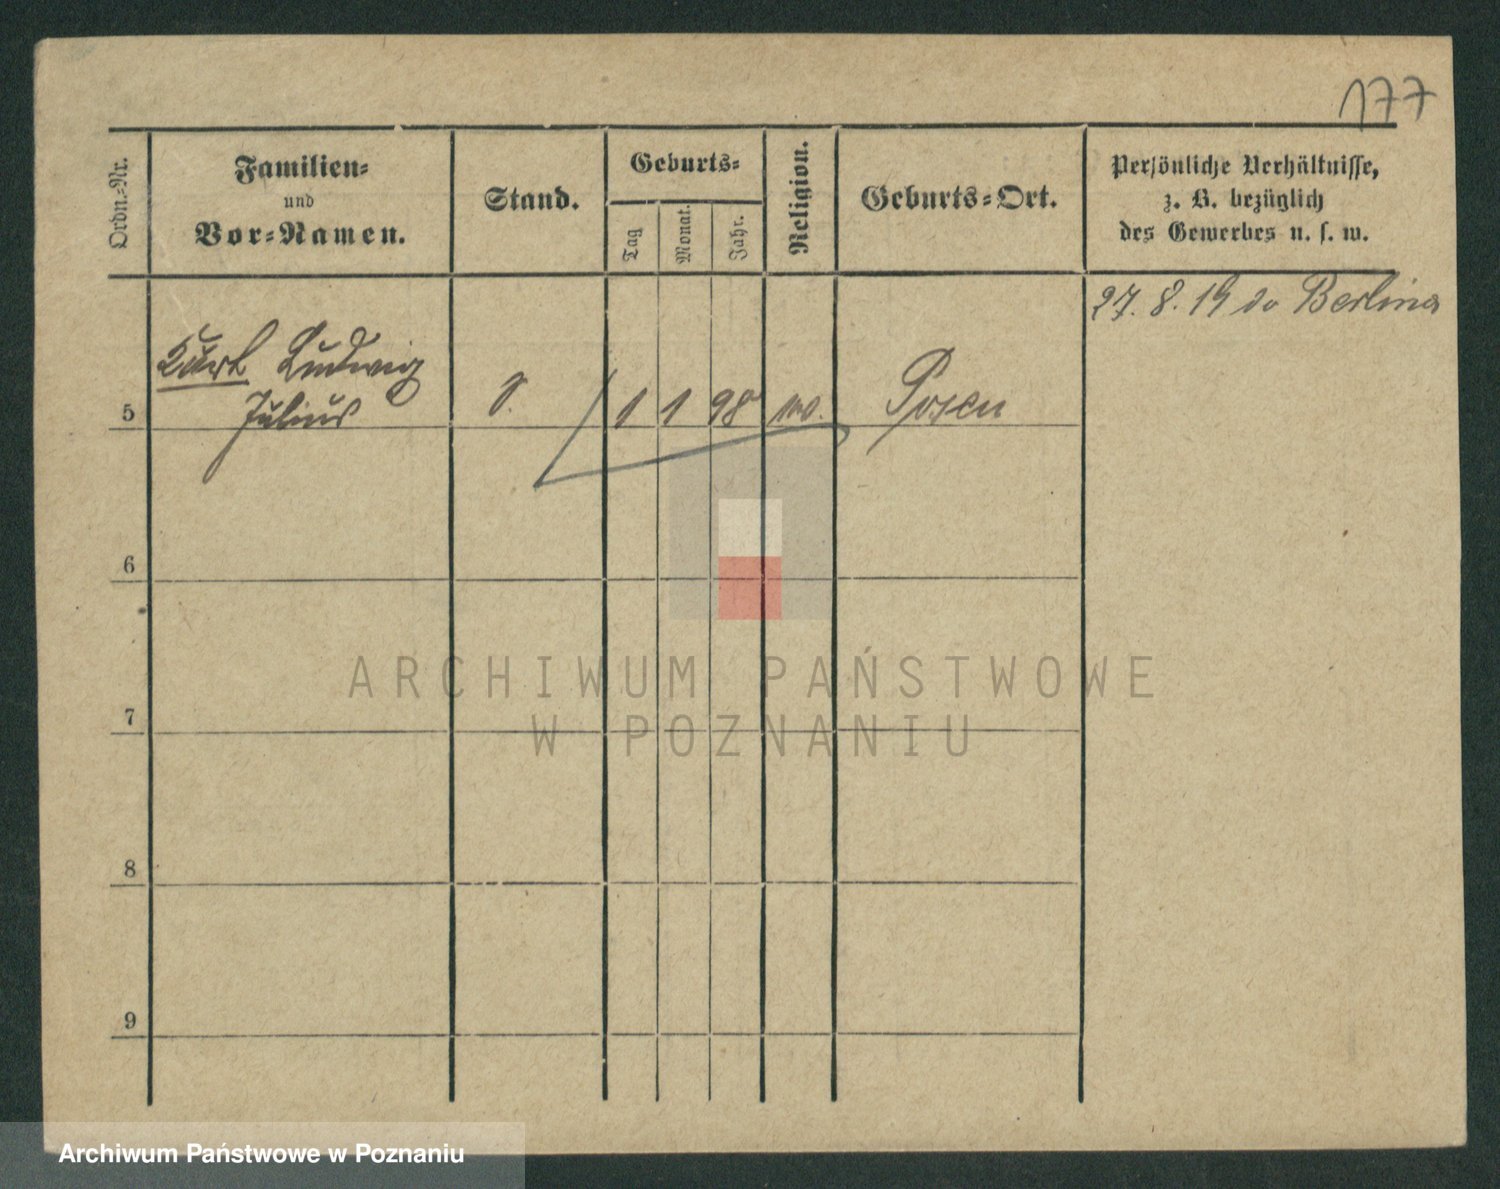 177
Ordn.-Nr.
Familien-
und
Vor-Namen.
Stand.
Geburts-
Tag
Monat.
Jahr.
Religion.
Geburts-Ort.
Persönliche Verhältnisse,
z. B. bezüglich
des Gewerbes u. s. w.
27. 8. 19 do Berlina
Kurt Ludwig
5 Julius S. 1 1 98 Posen
6
7
8
9
ARCHIWUM PAŃSTWOWE
W POZNANIU
Archiwum Państwowe w Poznaniu